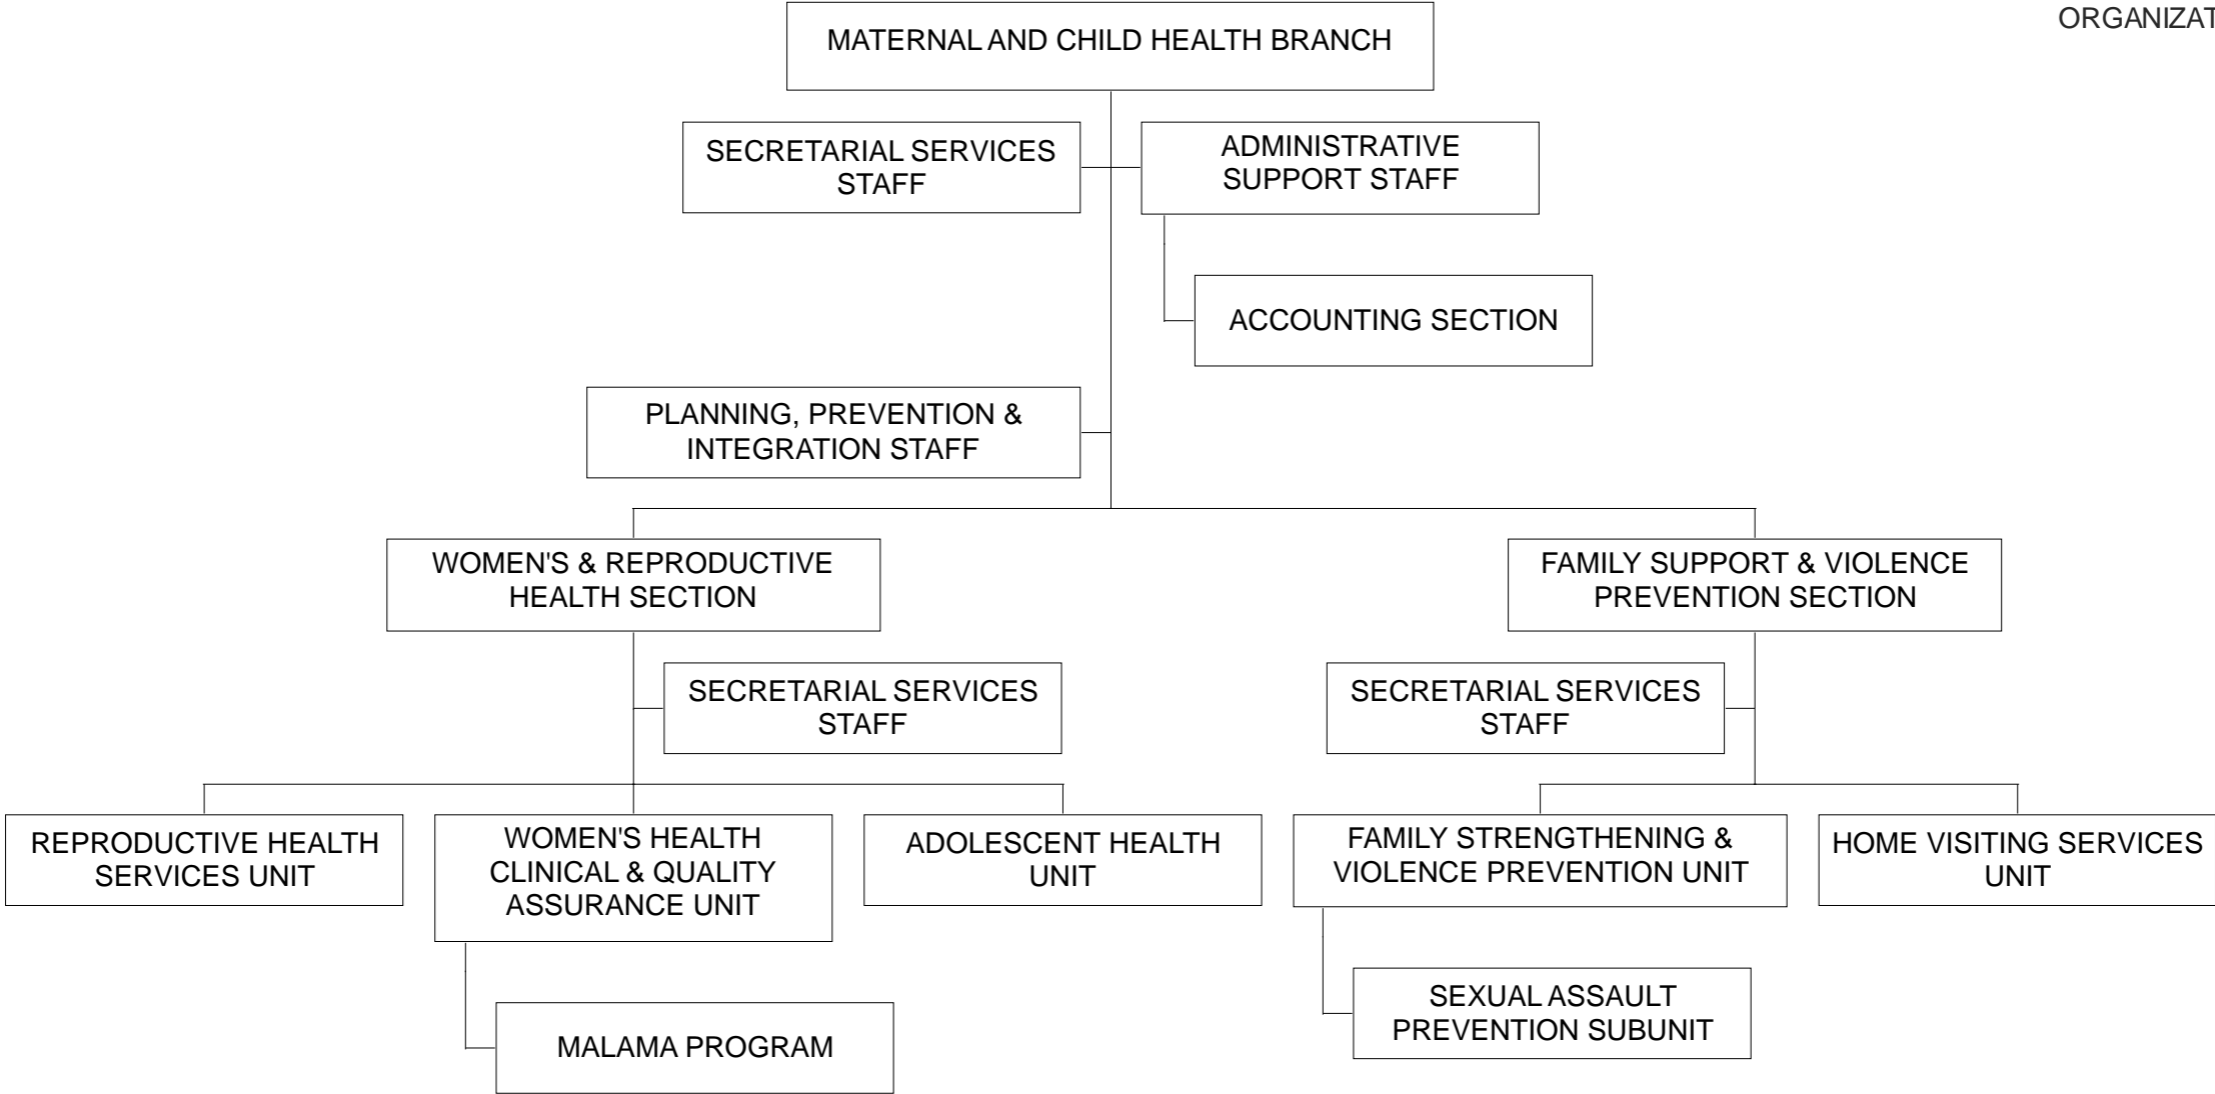 ORGANIZAT
MATERNAL AND CHILD HEALTH BRANCH
SECRETARIAL SERVICES
STAFF
ADMINISTRATIVE
SUPPORT STAFF
ACCOUNTING SECTION
PLANNING, PREVENTION &
INTEGRATION STAFF
WOMEN'S & REPRODUCTIVE
HEALTH SECTION
FAMILY SUPPORT & VIOLENCE
PREVENTION SECTION
SECRETARIAL SERVICES
STAFF
SECRETARIAL SERVICES
STAFF
REPRODUCTIVE HEALTH
SERVICES UNIT
WOMEN'S HEALTH
CLINICAL & QUALITY
ASSURANCE UNIT
ADOLESCENT HEALTH
UNIT
FAMILY STRENGTHENING &
VIOLENCE PREVENTION UNIT
HOME VISITING SERVICES
UNIT
MALAMA PROGRAM
SEXUAL ASSAULT
PREVENTION SUBUNIT